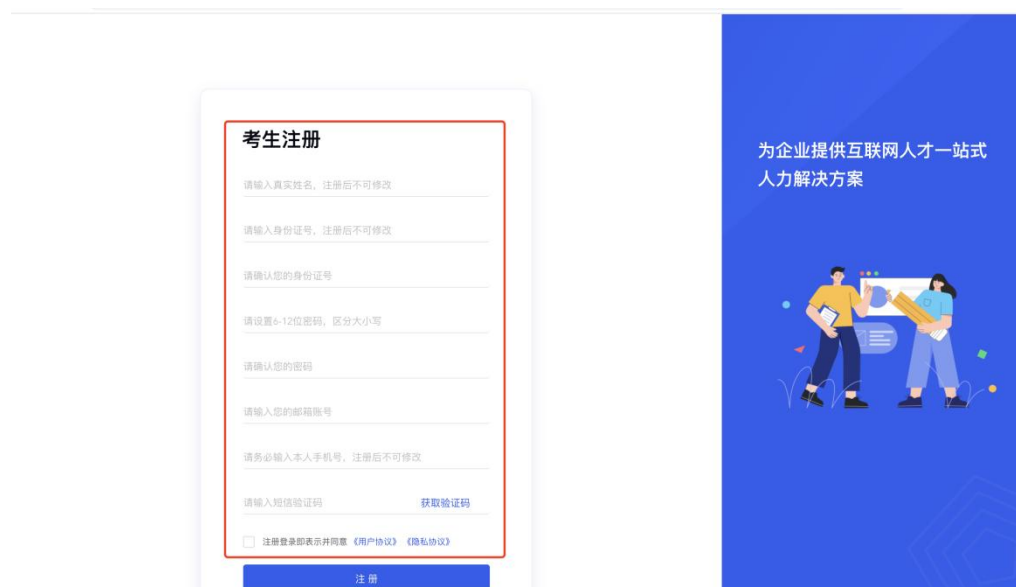 考生注册
请输入真实姓名，注册后不可修改
请输入身份证号，注册后不可修改
请确认您的身份证号
请设置6-12位密码，区分大小写
请确认您的密码
请输入您的邮箱账号
请务必输入本人手机号，注册后不可修改
请输入短信验证码 获取验证码
注册登录即表示并同意《用户协议》《隐私协议》
注册
为企业提供互联网人才一站式
人力解决方案